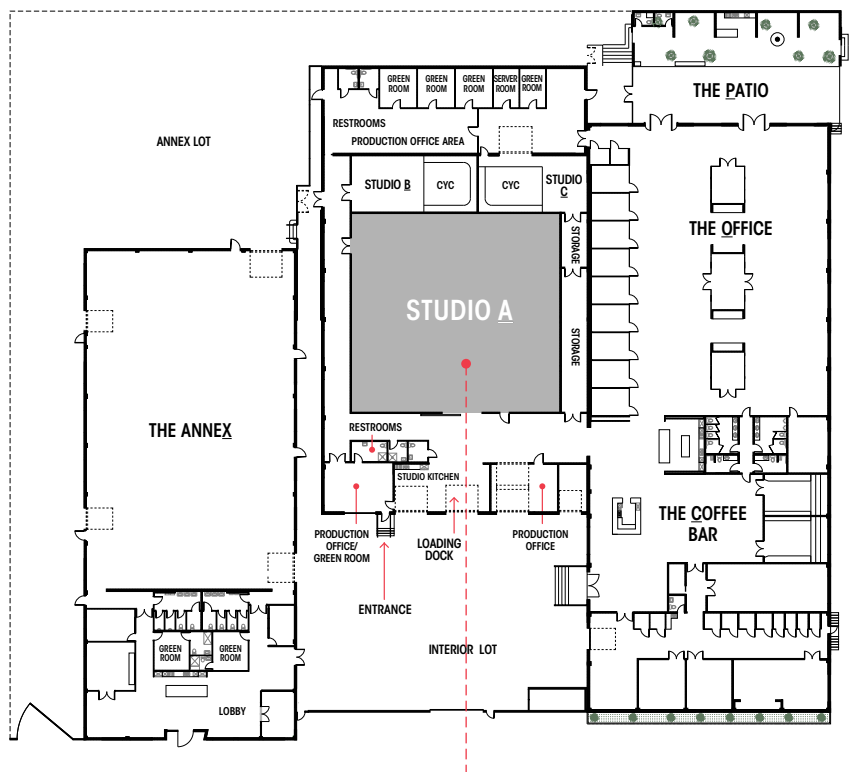 THE PATIO
GREEN
ROOM
GREEN
ROOM
GREEN
ROOM
SERVER
ROOM
GREEN
ROOM
RESTROOMS
PRODUCTION OFFICE AREA
ANNEX LOT
STUDIO B
CYC
CYC
STUDIO
C
THE OFFICE
STORAGE
STUDIO A
STORAGE
THE ANNEX
RESTROOMS
STUDIO KITCHEN
THE COFFEE
BAR
PRODUCTION
OFFICE/
GREEN ROOM
LOADING
DOCK
PRODUCTION
OFFICE
ENTRANCE
INTERIOR LOT
GREEN
ROOM
GREEN
ROOM
LOBBY